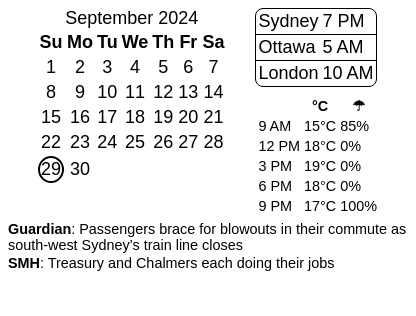 September 2024
Su Mo Tu We Th Fr Sa
1 2 3 4 5 6 7
8 9 10 11 12 13 14
15 16 17 18 19 20 21
22 23 24 25 26 27 28
29 30
Sydney 7 PM
Ottawa 5 AM
London 10 AM
°C ☂
9 AM 15°C 85%
12 PM 18°C 0%
3 PM 19°C 0%
6 PM 18°C 0%
9 PM 17°C 100%
Guardian: Passengers brace for blowouts in their commute as
south-west Sydney’s train line closes
SMH: Treasury and Chalmers each doing their jobs